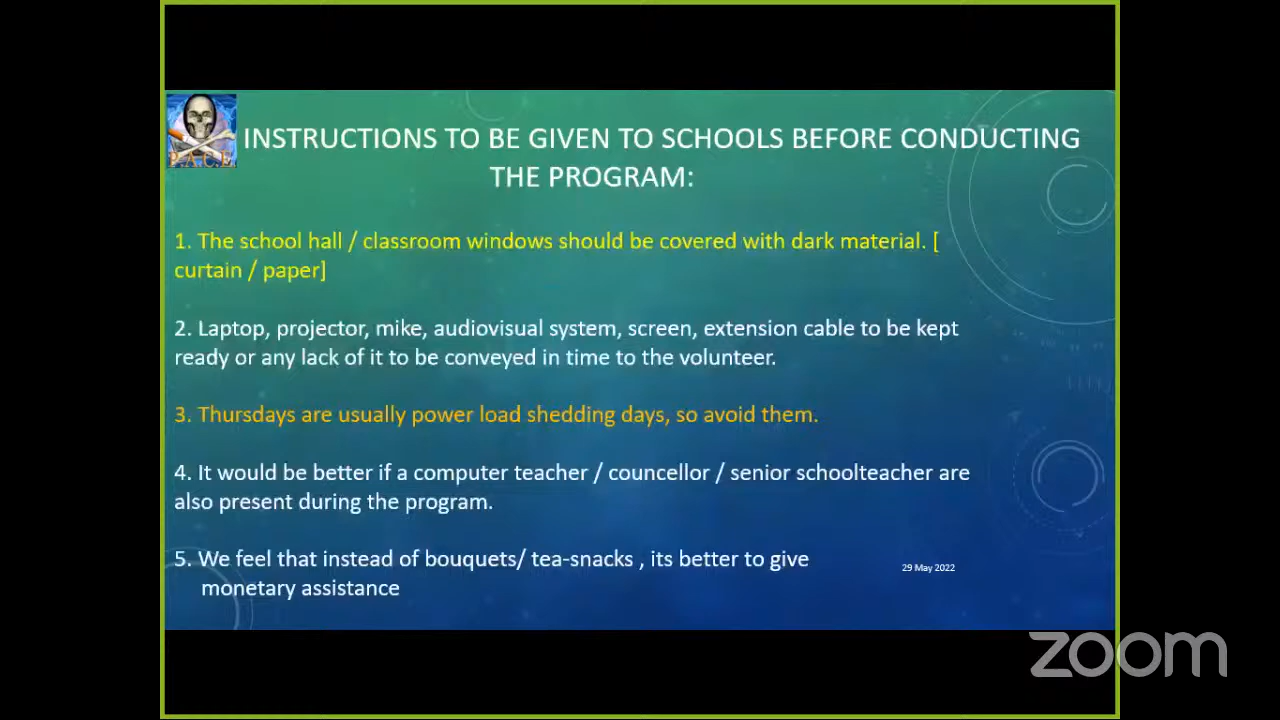 P.A.C.E.
INSTRUCTIONS TO BE GIVEN TO SCHOOLS BEFORE CONDUCTING
THE PROGRAM:
1. The school hall / classroom windows should be covered with dark material. [
curtain / paper]
2. Laptop, projector, mike, audiovisual system, screen, extension cable to be kept
ready or any lack of it to be conveyed in time to the volunteer.
3. Thursdays are usually power load shedding days, so avoid them.
4. It would be better if a computer teacher / councellor / senior schoolteacher are
also present during the program.
5. We feel that instead of bouquets/ tea-snacks , its better to give
monetary assistance
29 May 2022
zoom